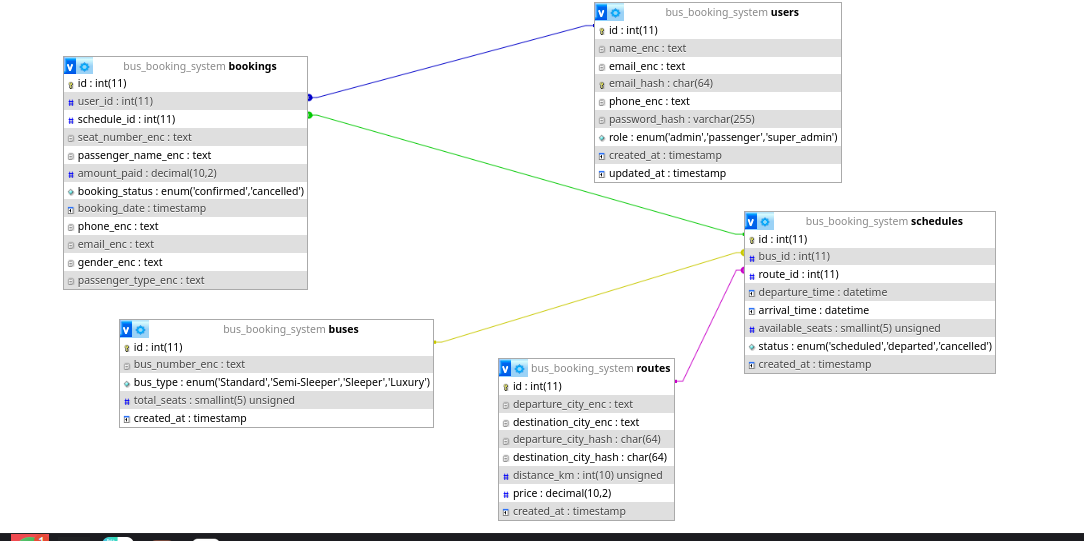 bus_booking_system users
id : int(11)
name_enc : text
email_enc : text
email_hash : char(64)
phone_enc : text
password_hash : varchar(255)
role : enum('admin','passenger','super_admin')
created_at : timestamp
updated_at : timestamp
bus_booking_system bookings
id : int(11)
user_id : int(11)
schedule_id : int(11)
seat_number_enc : text
passenger_name_enc : text
amount_paid : decimal(10,2)
booking_status : enum('confirmed','cancelled')
booking_date : timestamp
phone_enc : text
email_enc : text
gender_enc : text
passenger_type_enc : text
bus_booking_system schedules
id : int(11)
bus_id : int(11)
route_id : int(11)
departure_time : datetime
arrival_time : datetime
available_seats : smallint(5) unsigned
status : enum('scheduled','departed','cancelled')
created_at : timestamp
bus_booking_system buses
id : int(11)
bus_number_enc : text
bus_type : enum('Standard','Semi-Sleeper','Sleeper','Luxury')
total_seats : smallint(5) unsigned
created_at : timestamp
bus_booking_system routes
id : int(11)
departure_city_enc : text
destination_city_enc : text
departure_city_hash : char(64)
destination_city_hash : char(64)
distance_km : int(10) unsigned
price : decimal(10,2)
created_at : timestamp
1